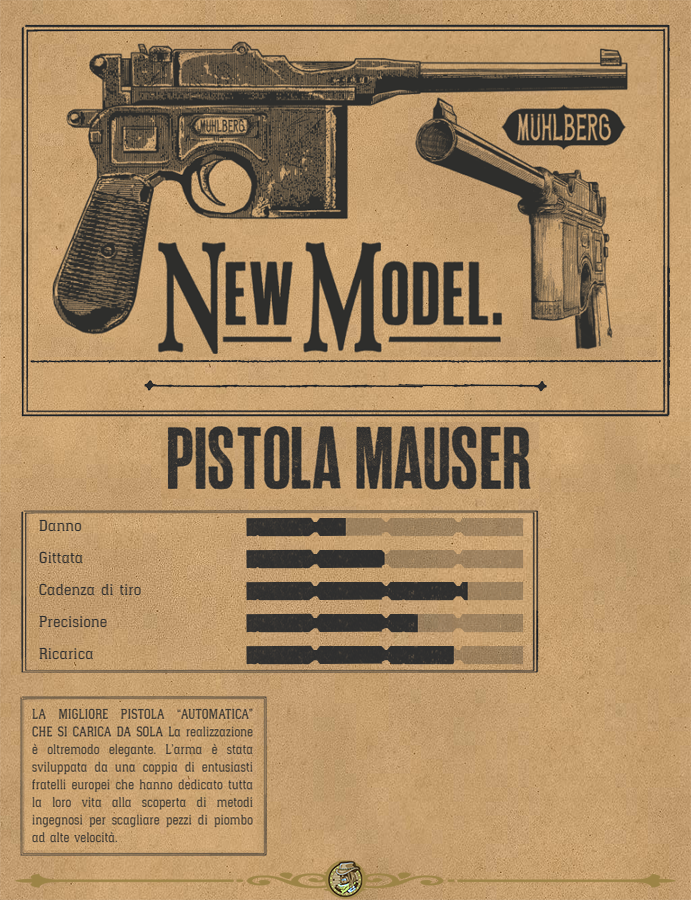 MÜHLBERG
MÜHLBERG
NEW MODEL.
PISTOLA MAUSER
Danno
Gittata
Cadenza di tiro
Precisione
Ricarica
LA MIGLIORE PISTOLA “AUTOMATICA”
CHE SI CARICA DA SOLA La realizzazione
è oltremodo elegante. L'arma è stata
sviluppata da una coppia di entusiasti
fratelli europei che hanno dedicato tutta
la loro vita alla scoperta di metodi
ingegnosi per scagliare pezzi di piombo
ad alte velocità.